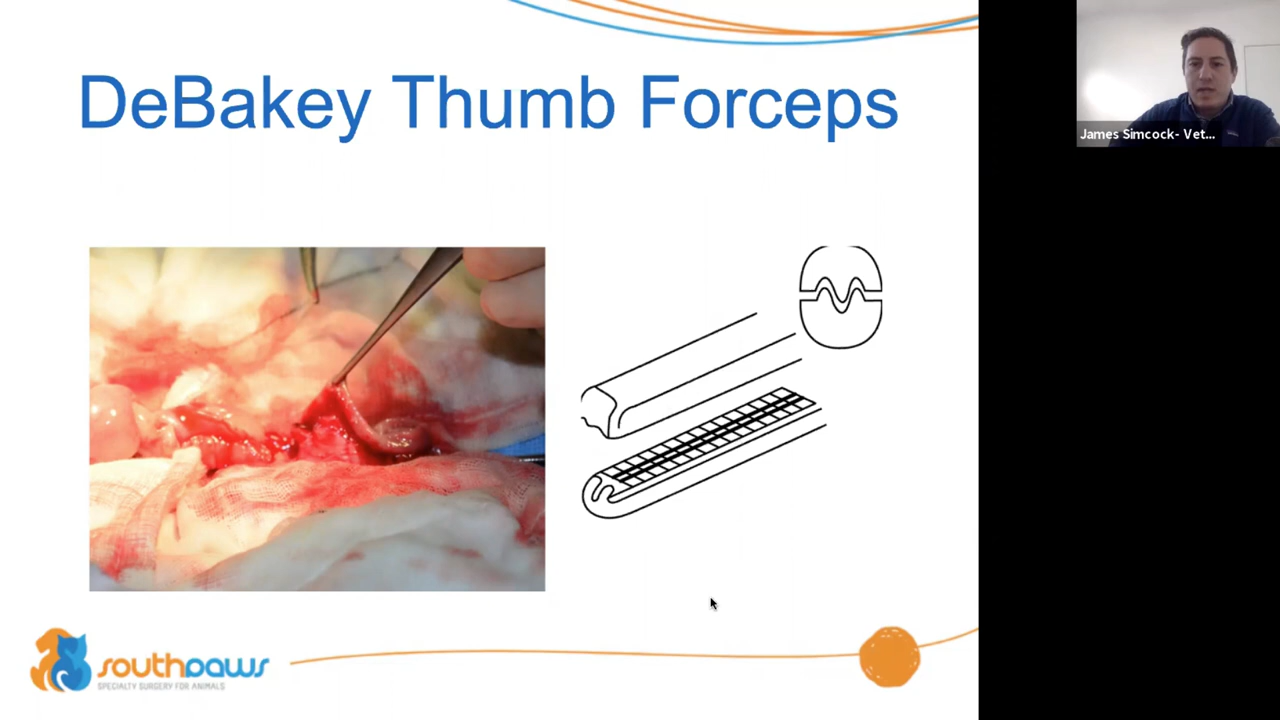 DeBakey Thumb Forceps
James Simcock- Vet...
southpaws
SPECIALTY SURGERY FOR ANIMALS